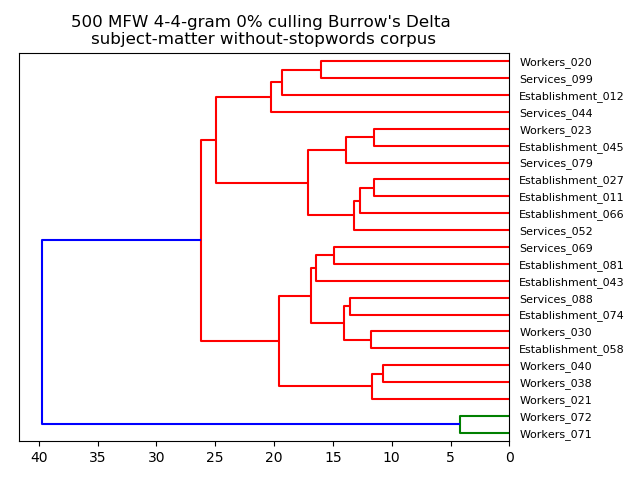 500 MFW 4-4-gram 0% culling Burrow's Delta
subject-matter without-stopwords corpus
Workers_020
Services_099
Establishment_012
Services_044
Workers_023
Establishment_045
Services_079
Establishment_027
Establishment_011
Establishment_066
Services_052
Services_069
Establishment_081
Establishment_043
Services_088
Establishment_074
Workers_030
Establishment_058
Workers_040
Workers_038
Workers_021
Workers_072
Workers_071
40 35 30 25 20 15 10 5 0